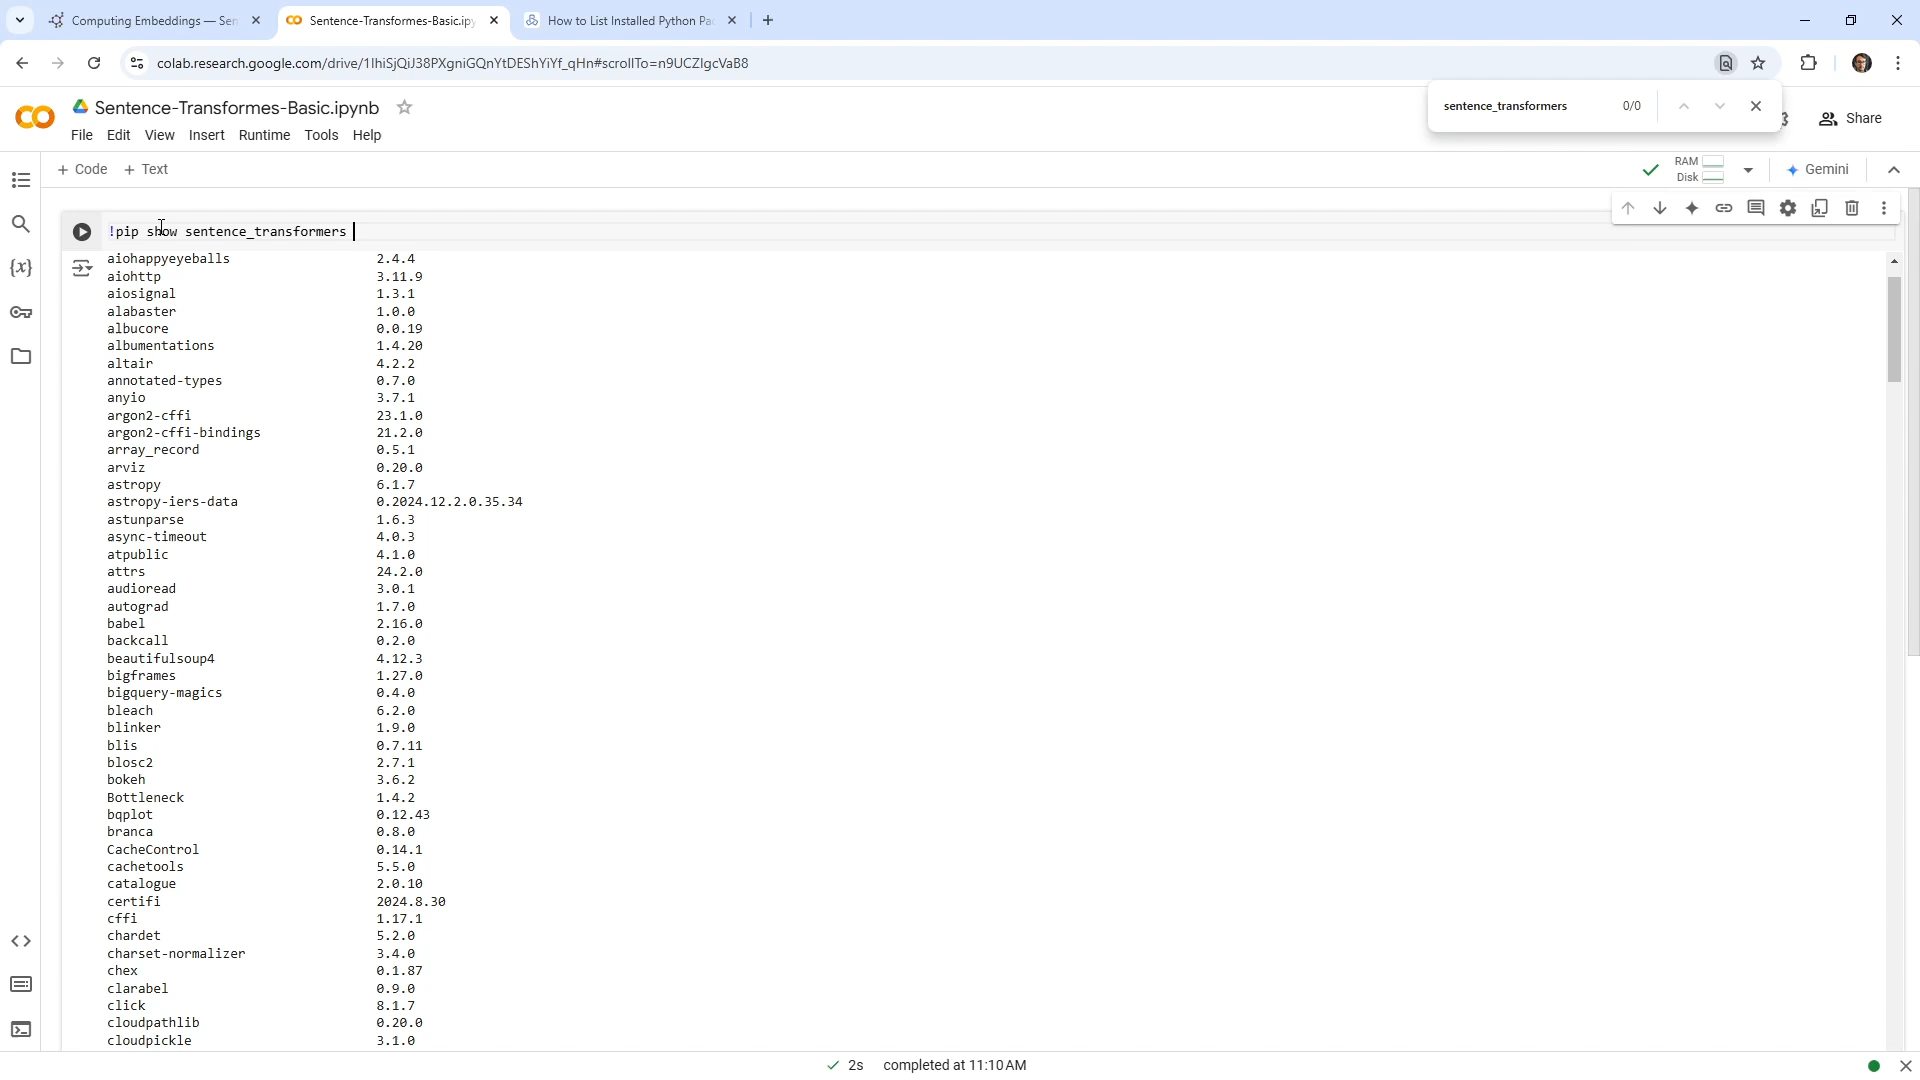 Computing Embeddings — Sen
Sentence-Transformes-Basic.ipy
How to List Installed Python Pa
colab.research.google.com/drive/1IhiSjQiJ38PXgniGQnYtDEShYiYf_qHn#scrollTo=n9UCZIgcVaB8
Sentence-Transformes-Basic.ipynb
sentence_transformers 0/0
Share
File Edit View Insert Runtime Tools Help
+ Code + Text
RAM
Disk
Gemini
!pip show sentence_transformers
aiohappyeyeballs 2.4.4
aiohttp 3.11.9
aiosignal 1.3.1
alabaster 1.0.0
albucore 0.0.19
albumentations 1.4.20
altair 4.2.2
annotated-types 0.7.0
anyio 3.7.1
argon2-cffi 23.1.0
argon2-cffi-bindings 21.2.0
array_record 0.5.1
arviz 0.20.0
astropy 6.1.7
astropy-iers-data 0.2024.12.2.0.35.34
astunparse 1.6.3
async-timeout 4.0.3
atpublic 4.1.0
attrs 24.2.0
audioread 3.0.1
autograd 1.7.0
babel 2.16.0
backcall 0.2.0
beautifulsoup4 4.12.3
bigframes 1.27.0
bigquery-magics 0.4.0
bleach 6.2.0
blinker 1.9.0
blis 0.7.11
blosc2 2.7.1
bokeh 3.6.2
Bottleneck 1.4.2
bqplot 0.12.43
branca 0.8.0
CacheControl 0.14.1
cachetools 5.5.0
catalogue 2.0.10
certifi 2024.8.30
cffi 1.17.1
chardet 5.2.0
charset-normalizer 3.4.0
chex 0.1.87
clarabel 0.9.0
click 8.1.7
cloudpathlib 0.20.0
cloudpickle 3.1.0
2s completed at 11:10 AM